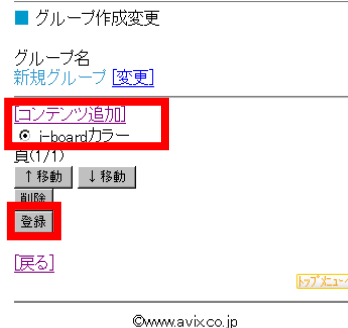 ■ グループ作成変更
グループ名
新規グループ [変更]
[コンテンツ追加]
i-boardカラー
頁(1/1)
↑移動 ↓移動
削除
登録
[戻る]
トップメニューへ
©www.avix.co.jp